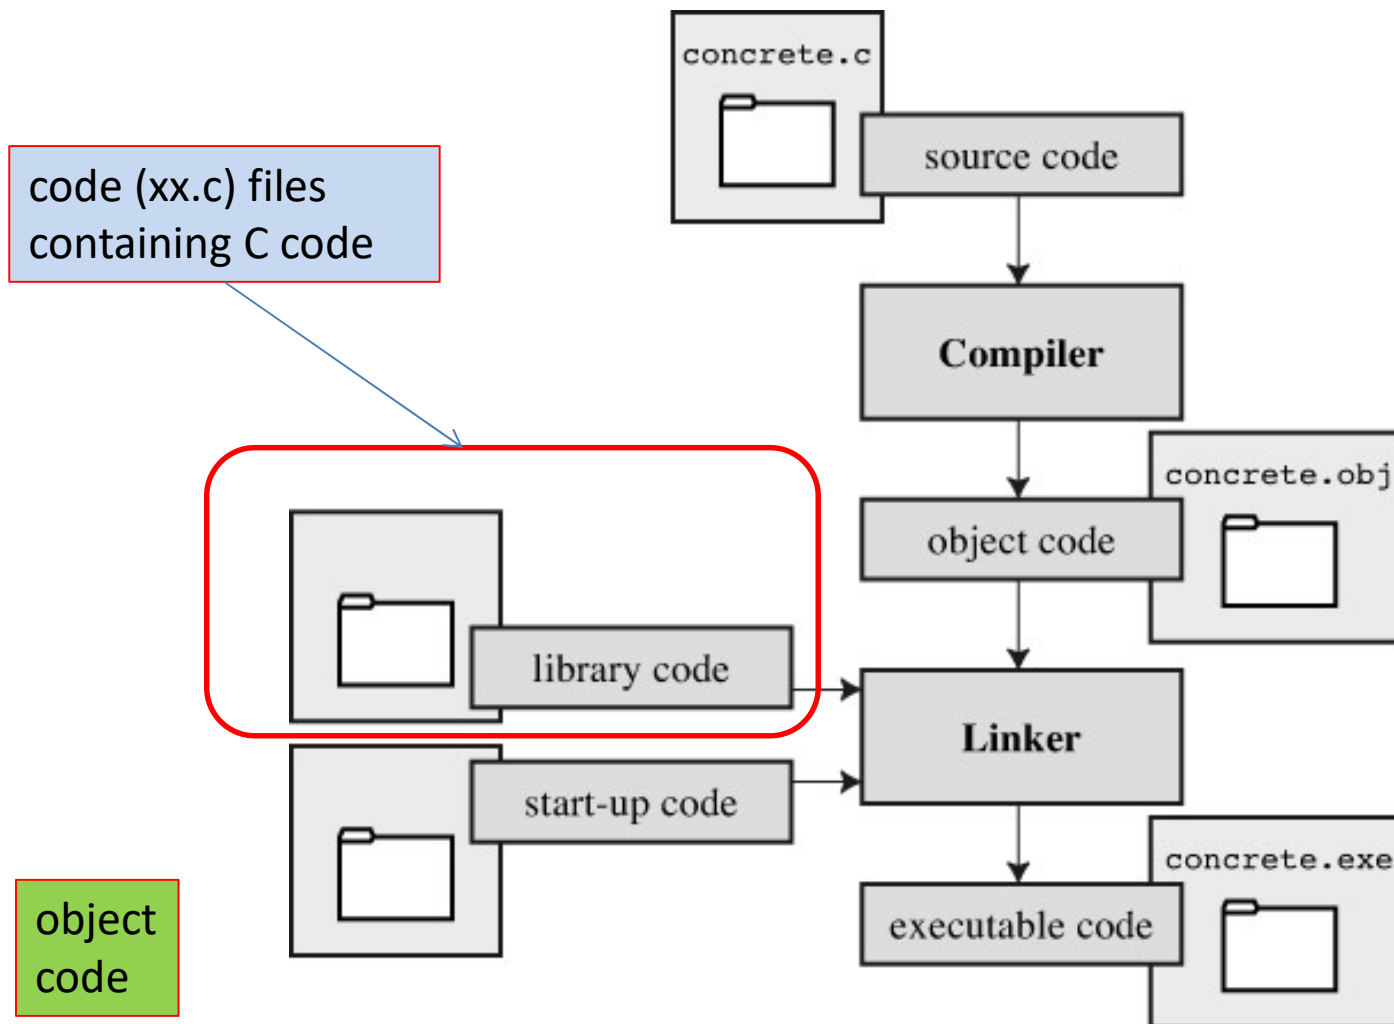 concrete.c
source code
code (xx.c) files
containing C code
Compiler
concrete.obj
object code
library code
Linker
start-up code
concrete.exe
executable code
object
code